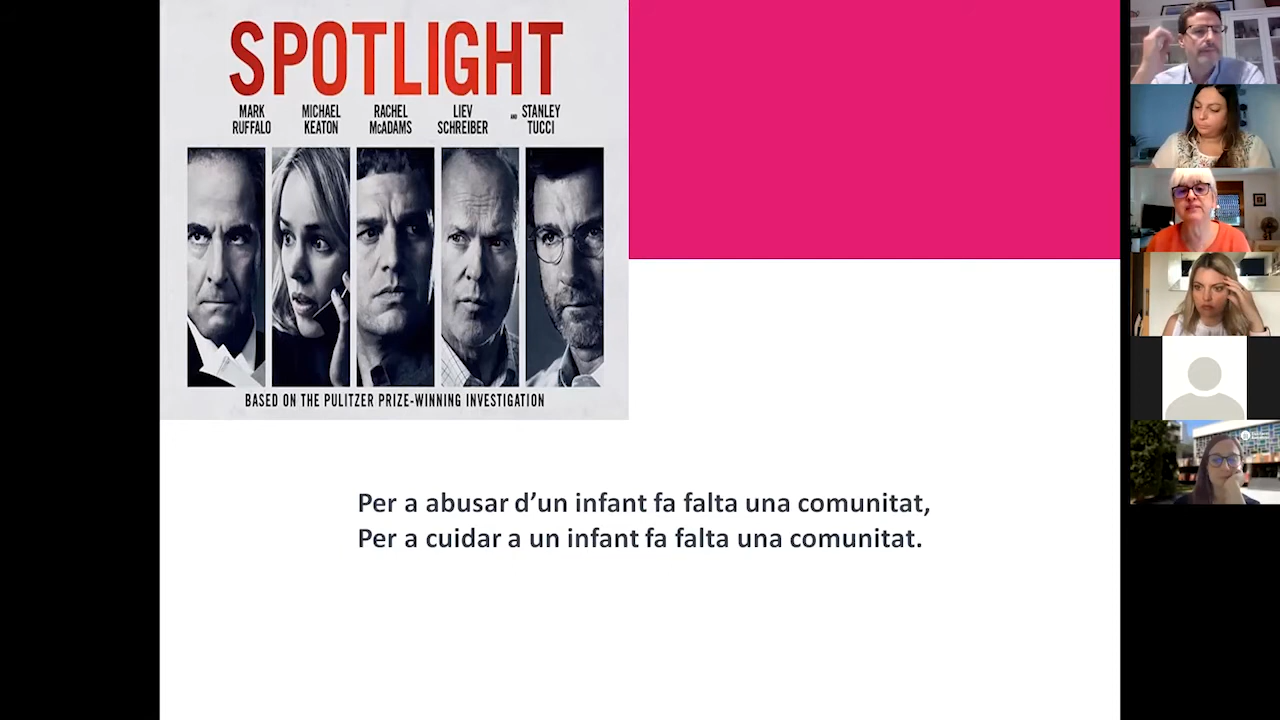 SPOTLIGHT
MARK RUFFALO
MICHAEL KEATON
RACHEL McADAMS
LIEV SCHREIBER
AND STANLEY TUCCI
BASED ON THE PULITZER PRIZE-WINNING INVESTIGATION
Per a abusar d’un infant fa falta una comunitat,
Per a cuidar a un infant fa falta una comunitat.